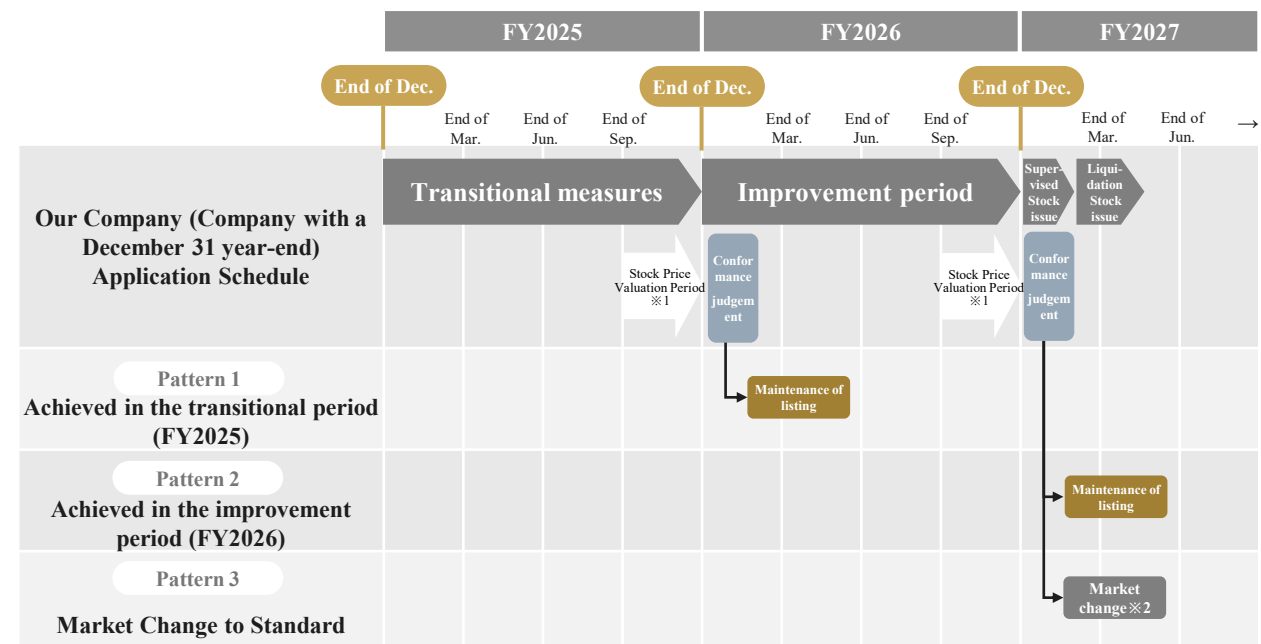 FY2025
FY2026
FY2027
End of Dec.
End of Dec.
End of Dec.
End of
Mar.
End of
Jun.
End of
Sep.
End of
Mar.
End of
Jun.
End of
Sep.
End of
Mar.
End of
Jun.
→
Our Company (Company with a
December 31 year-end)
Application Schedule
Transitional measures
Improvement period
Super-
vised
Stock
issue
Liqui-
dation
Stock
issue
Stock Price
Valuation Period
※1
Confor
mance
judgem
ent
Stock Price
Valuation Period
※1
Confor
mance
judgem
ent
Pattern 1
Achieved in the transitional period
(FY2025)
Maintenance of
listing
Pattern 2
Achieved in the improvement
period (FY2026)
Maintenance of
listing
Pattern 3
Market Change to Standard
Market
change※2